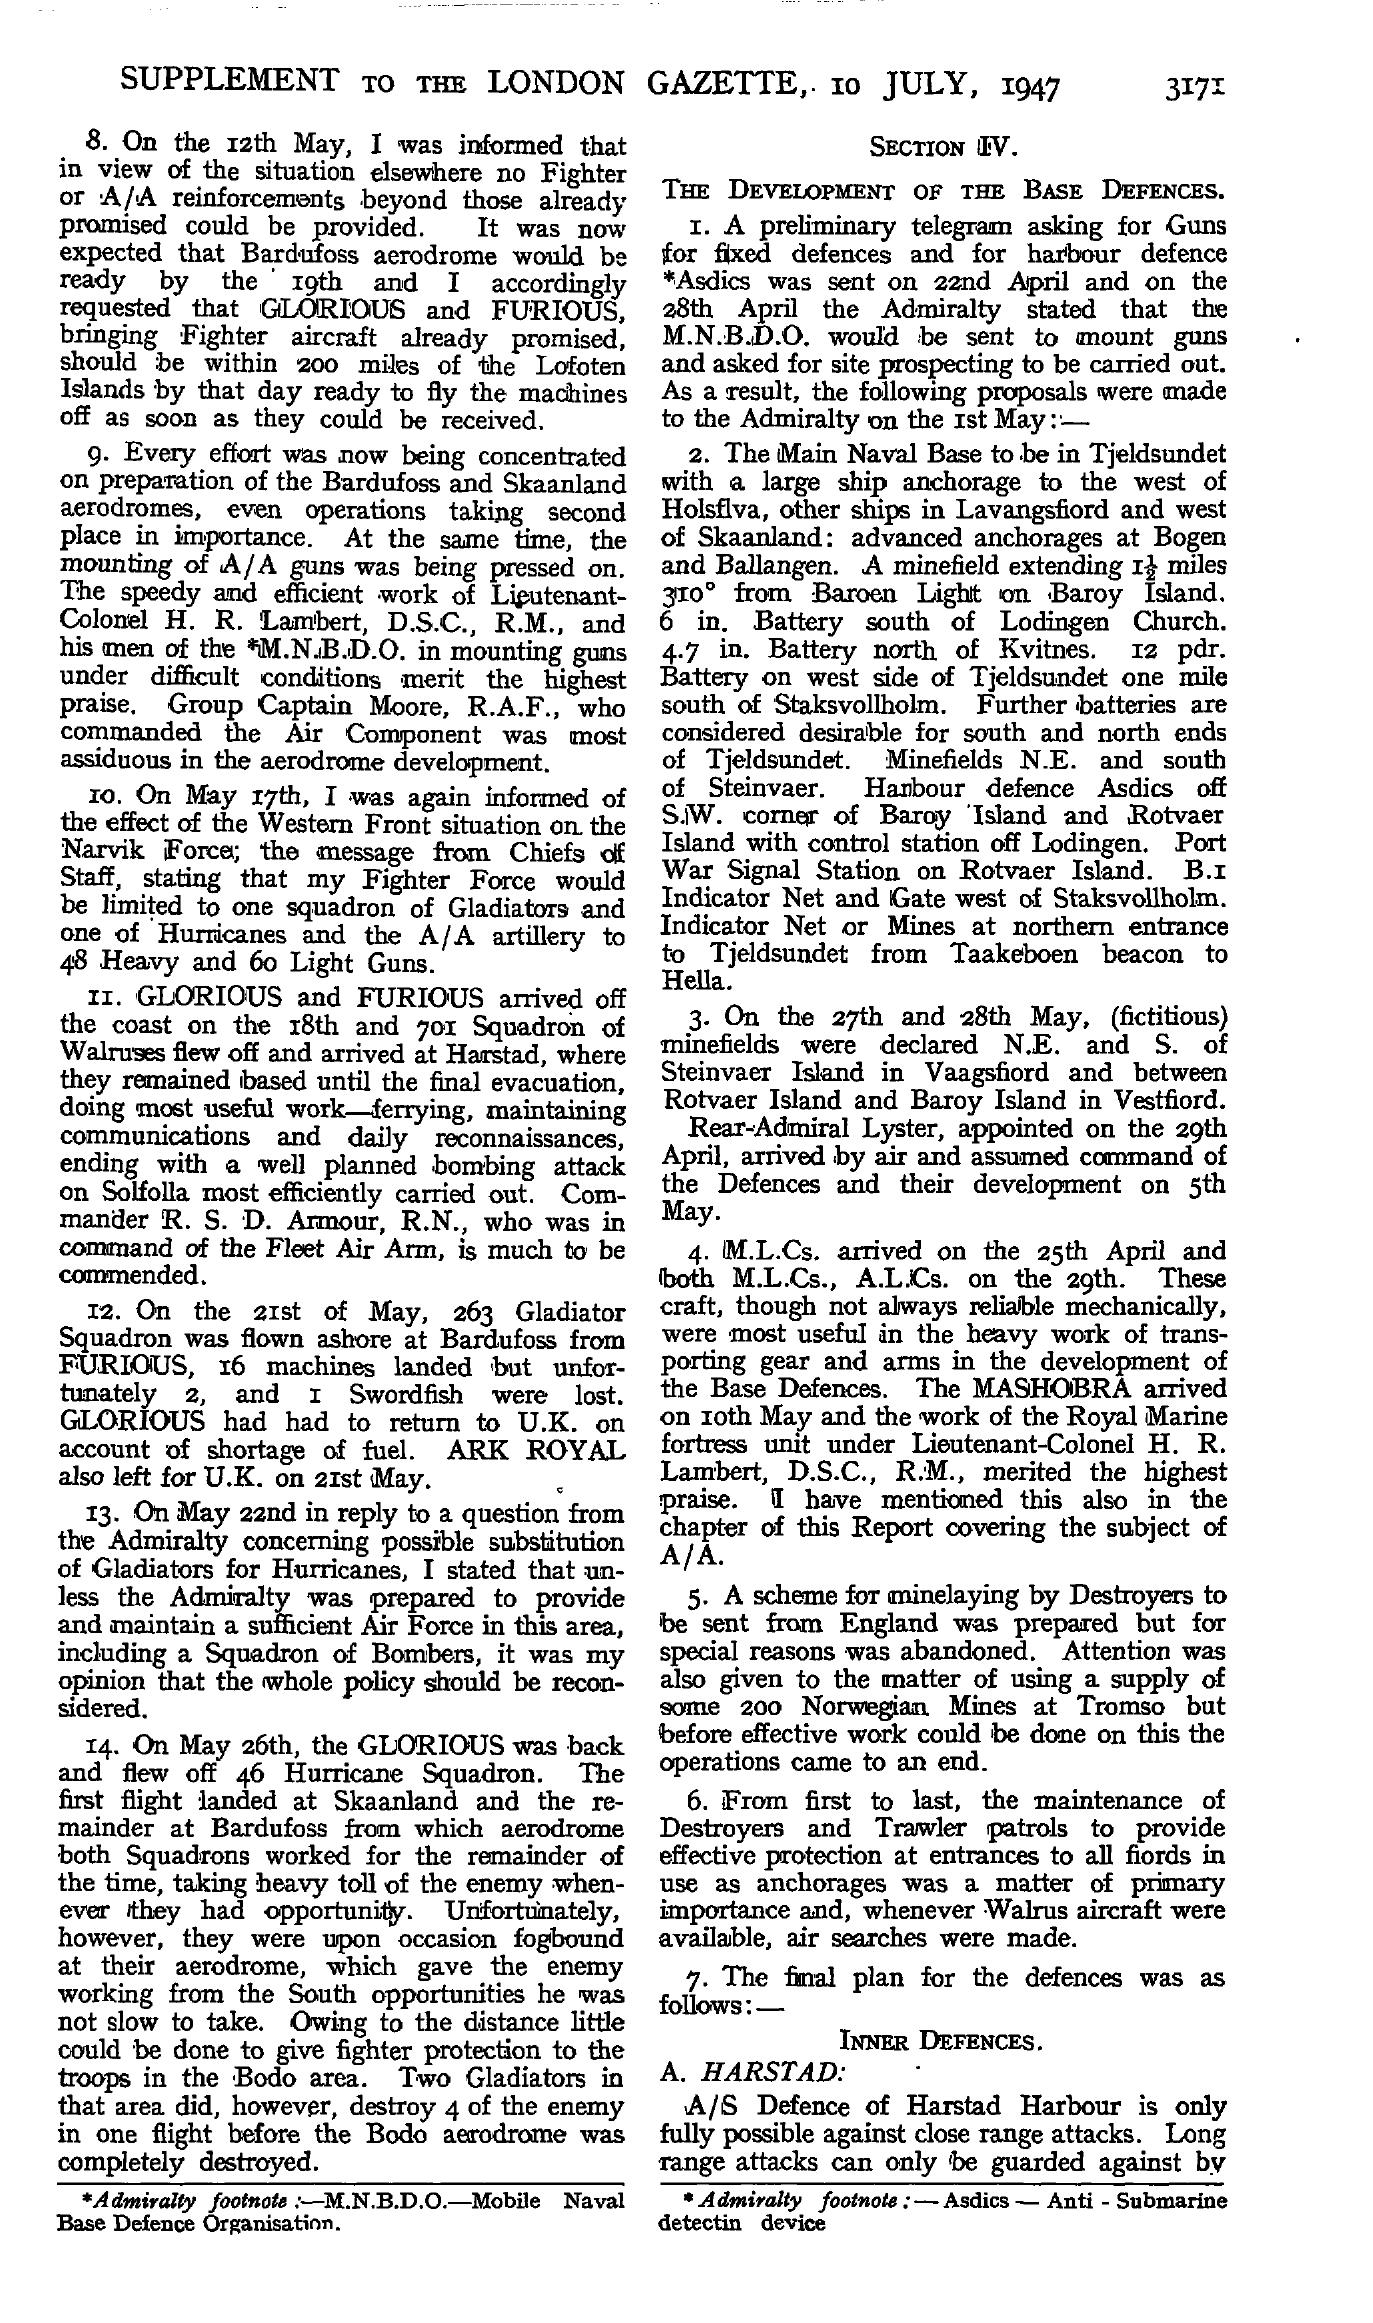 SUPPLEMENT TO THE LONDON GAZETTE, 10 JULY, 1947 3171
8. On the 12th May, I was informed that
in view of the situation elsewhere no Fighter
or A/A reinforcements beyond those already
promised could be provided. It was now
expected that Bardufoss aerodrome would be
ready by the 19th and I accordingly
requested that GLORIOUS and FURIOUS,
bringing Fighter aircraft already promised,
should be within 200 miles of the Lofoten
Islands by that day ready to fly the machines
off as soon as they could be received.
9. Every effort was now being concentrated
on preparation of the Bardufoss and Skaanland
aerodromes, even operations taking second
place in importance. At the same time, the
mounting of A/A guns was being pressed on.
The speedy and efficient work of Lieutenant-
Colonel H. R. Lambert, D.S.C., R.M., and
his men of the *M.N.B.D.O. in mounting guns
under difficult conditions merit the highest
praise. Group Captain Moore, R.A.F., who
commanded the Air Component was most
assiduous in the aerodrome development.
10. On May 17th, I was again informed of
the effect of the Western Front situation on the
Narvik Force; the message from Chiefs of
Staff, stating that my Fighter Force would
be limited to one squadron of Gladiators and
one of Hurricanes and the A/A artillery to
48 Heavy and 60 Light Guns.
11. GLORIOUS and FURIOUS arrived off
the coast on the 18th and 701 Squadron of
Walruses flew off and arrived at Harstad, where
they remained based until the final evacuation,
doing most useful work—ferrying, maintaining
communications and daily reconnaissances,
ending with a well planned bombing attack
on Solfolla most efficiently carried out. Com-
mander R. S. D. Armour, R.N., who was in
command of the Fleet Air Arm, is much to be
commended.
12. On the 21st of May, 263 Gladiator
Squadron was flown ashore at Bardufoss from
FURIOUS, 16 machines landed but unfor-
tunately 2, and 1 Swordfish were lost.
GLORIOUS had had to return to U.K. on
account of shortage of fuel. ARK ROYAL
also left for U.K. on 21st May.
13. On May 22nd in reply to a question from
the Admiralty concerning possible substitution
of Gladiators for Hurricanes, I stated that un-
less the Admiralty was prepared to provide
and maintain a sufficient Air Force in this area,
including a Squadron of Bombers, it was my
opinion that the whole policy should be recon-
sidered.
14. On May 26th, the GLORIOUS was back
and flew off 46 Hurricane Squadron. The
first flight landed at Skaanland and the re-
mainder at Bardufoss from which aerodrome
both Squadrons worked for the remainder of
the time, taking heavy toll of the enemy when-
ever they had opportunity. Unfortunately,
however, they were upon occasion fogbound
at their aerodrome, which gave the enemy
working from the South opportunities he was
not slow to take. Owing to the distance little
could be done to give fighter protection to the
troops in the Bodo area. Two Gladiators in
that area did, however, destroy 4 of the enemy
in one flight before the Bodo aerodrome was
completely destroyed.
*Admiralty footnote :—M.N.B.D.O.—Mobile Naval
Base Defence Organisation.
SECTION IV.
THE DEVELOPMENT OF THE BASE DEFENCES.
1. A preliminary telegram asking for Guns
for fixed defences and for harbour defence
*Asdics was sent on 22nd April and on the
28th April the Admiralty stated that the
M.N.B.D.O. would be sent to mount guns
and asked for site prospecting to be carried out.
As a result, the following proposals were made
to the Admiralty on the 1st May:—
2. The Main Naval Base to be in Tjeldsundet
with a large ship anchorage to the west of
Holsflva, other ships in Lavangsfiord and west
of Skaanland: advanced anchorages at Bogen
and Ballangen. A minefield extending 1½ miles
310° from Baroen Light on Baroy Island.
6 in. Battery south of Lodingen Church.
4.7 in. Battery north of Kvitnes. 12 pdr.
Battery on west side of Tjeldsundet one mile
south of Staksvollholm. Further batteries are
considered desirable for south and north ends
of Tjeldsundet. Minefields N.E. and south
of Steinvaer. Harbour defence Asdics off
S.W. corner of Baroy Island and Rotvaer
Island with control station off Lodingen. Port
War Signal Station on Rotvaer Island. B.1
Indicator Net and Gate west of Staksvollholm.
Indicator Net or Mines at northern entrance
to Tjeldsundet from Taakeboen beacon to
Hella.
3. On the 27th and 28th May, (fictitious)
minefields were declared N.E. and S. of
Steinvaer Island in Vaagsfiord and between
Rotvaer Island and Baroy Island in Vestfiord.
Rear-Admiral Lyster, appointed on the 29th
April, arrived by air and assumed command of
the Defences and their development on 5th
May.
4. M.L.Cs. arrived on the 25th April and
both M.L.Cs., A.L.Cs. on the 29th. These
craft, though not always reliable mechanically,
were most useful in the heavy work of trans-
porting gear and arms in the development of
the Base Defences. The MASHOBRA arrived
on 10th May and the work of the Royal Marine
fortress unit under Lieutenant-Colonel H. R.
Lambert, D.S.C., R.M., merited the highest
praise. I have mentioned this also in the
chapter of this Report covering the subject of
A/A.
5. A scheme for minelaying by Destroyers to
be sent from England was prepared but for
special reasons was abandoned. Attention was
also given to the matter of using a supply of
some 200 Norwegian Mines at Tromso but
before effective work could be done on this the
operations came to an end.
6. From first to last, the maintenance of
Destroyers and Trawler patrols to provide
effective protection at entrances to all fiords in
use as anchorages was a matter of primary
importance and, whenever Walrus aircraft were
available, air searches were made.
7. The final plan for the defences was as
follows:—
INNER DEFENCES.
A. HARSTAD:
A/S Defence of Harstad Harbour is only
fully possible against close range attacks. Long
range attacks can only be guarded against by
* Admiralty footnote :— Asdics — Anti - Submarine
detectin device